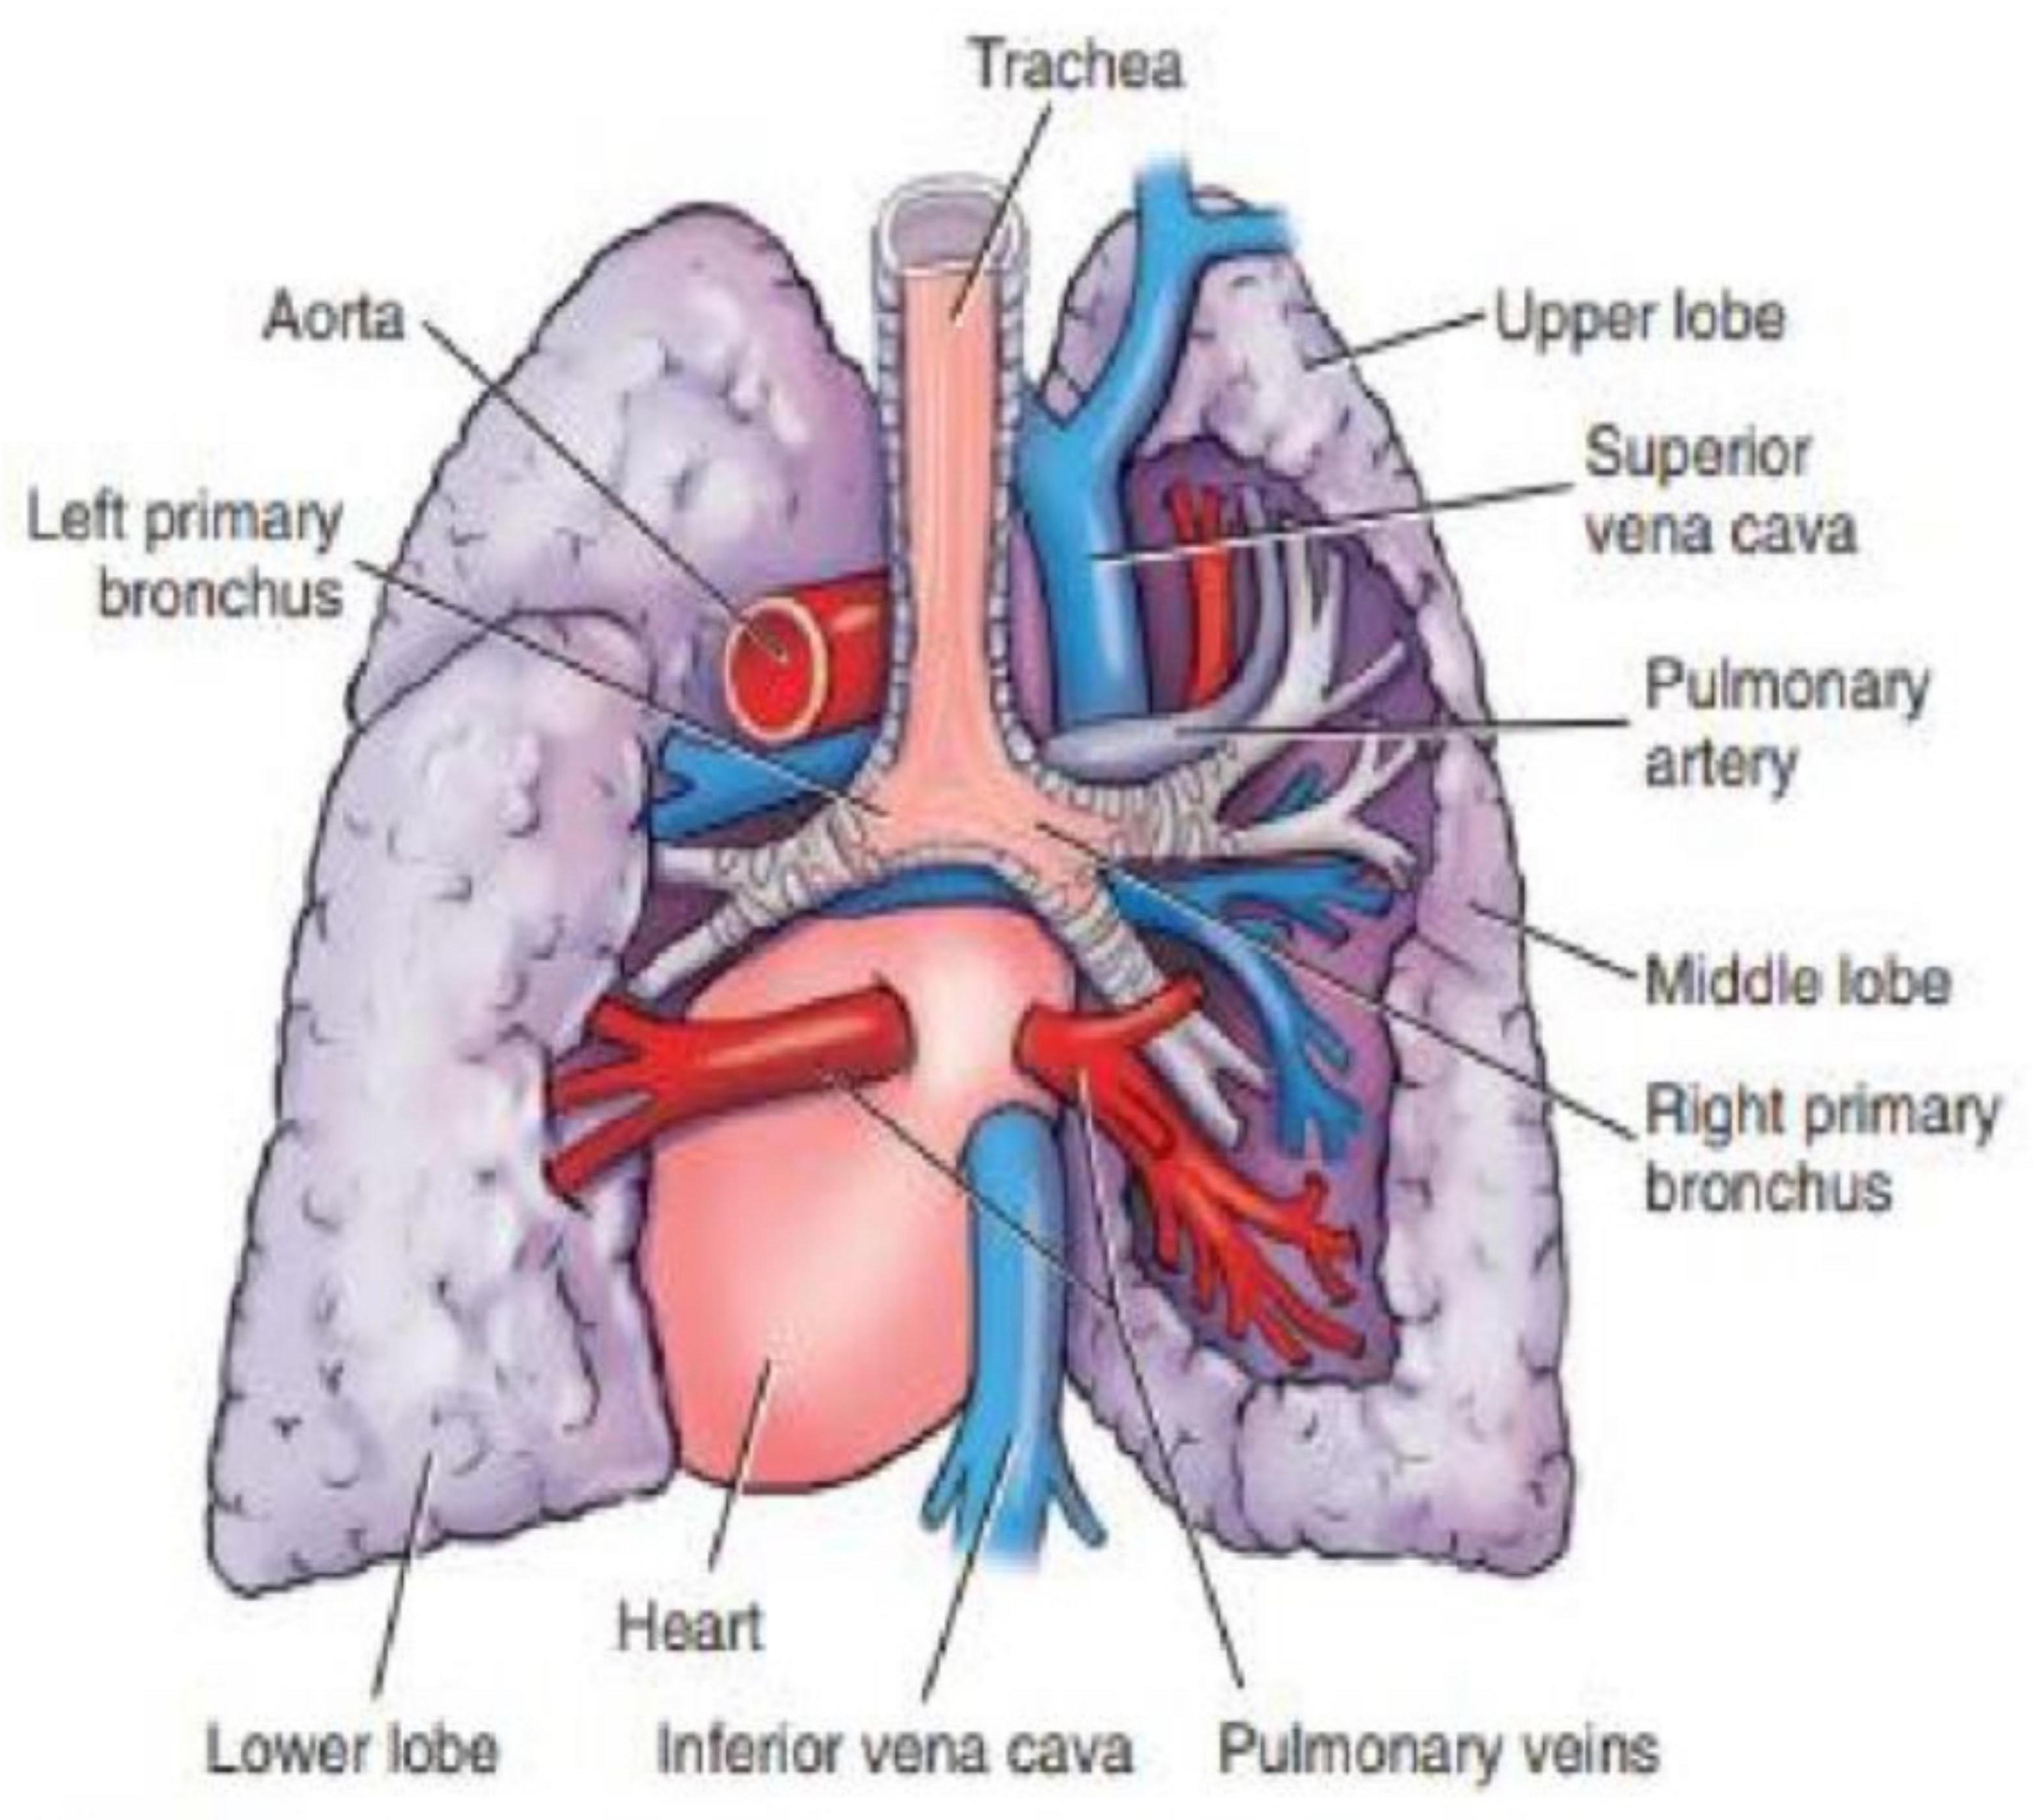 Trachea
Aorta
Upper lobe
Superior
vena cava
Left primary
bronchus
Pulmonary
artery
Middle lobe
Right primary
bronchus
Heart
Lower lobe
Inferior vena cava
Pulmonary veins